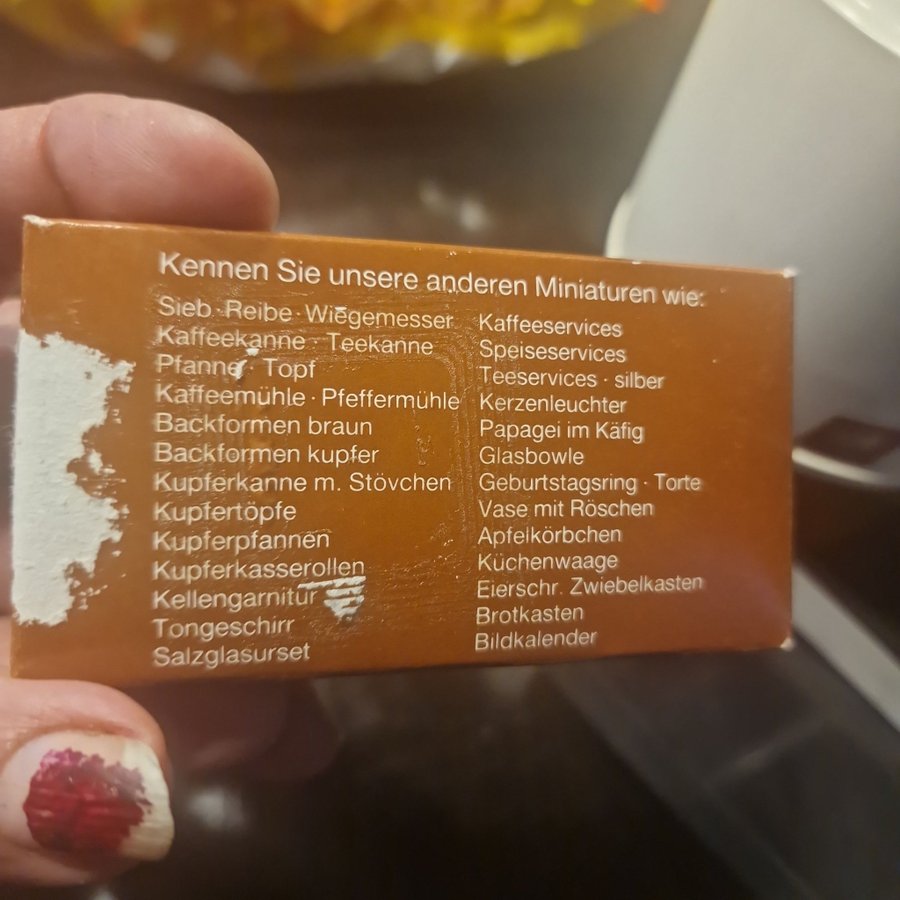 Kennen Sie unsere anderen Miniaturen wie:
Sieb · Reibe · Wiegemesser
Kaffeekanne · Teekanne
Pfanne · Topf
Kaffeemühle · Pfeffermühle
Backformen braun
Backformen kupfer
Kupferkanne m. Stövchen
Kupfertöpfe
Kupferpfannen
Kupferkasserollen
Kellengarnitur
Tongeschirr
Salzglasurset
Kaffeeservices
Speiseservices
Teeservices · silber
Kerzenleuchter
Papagei im Käfig
Glasbowle
Geburtstagsring · Torte
Vase mit Röschen
Apfelkörbchen
Küchenwaage
Eierschr. Zwiebelkasten
Brotkasten
Bildkalender